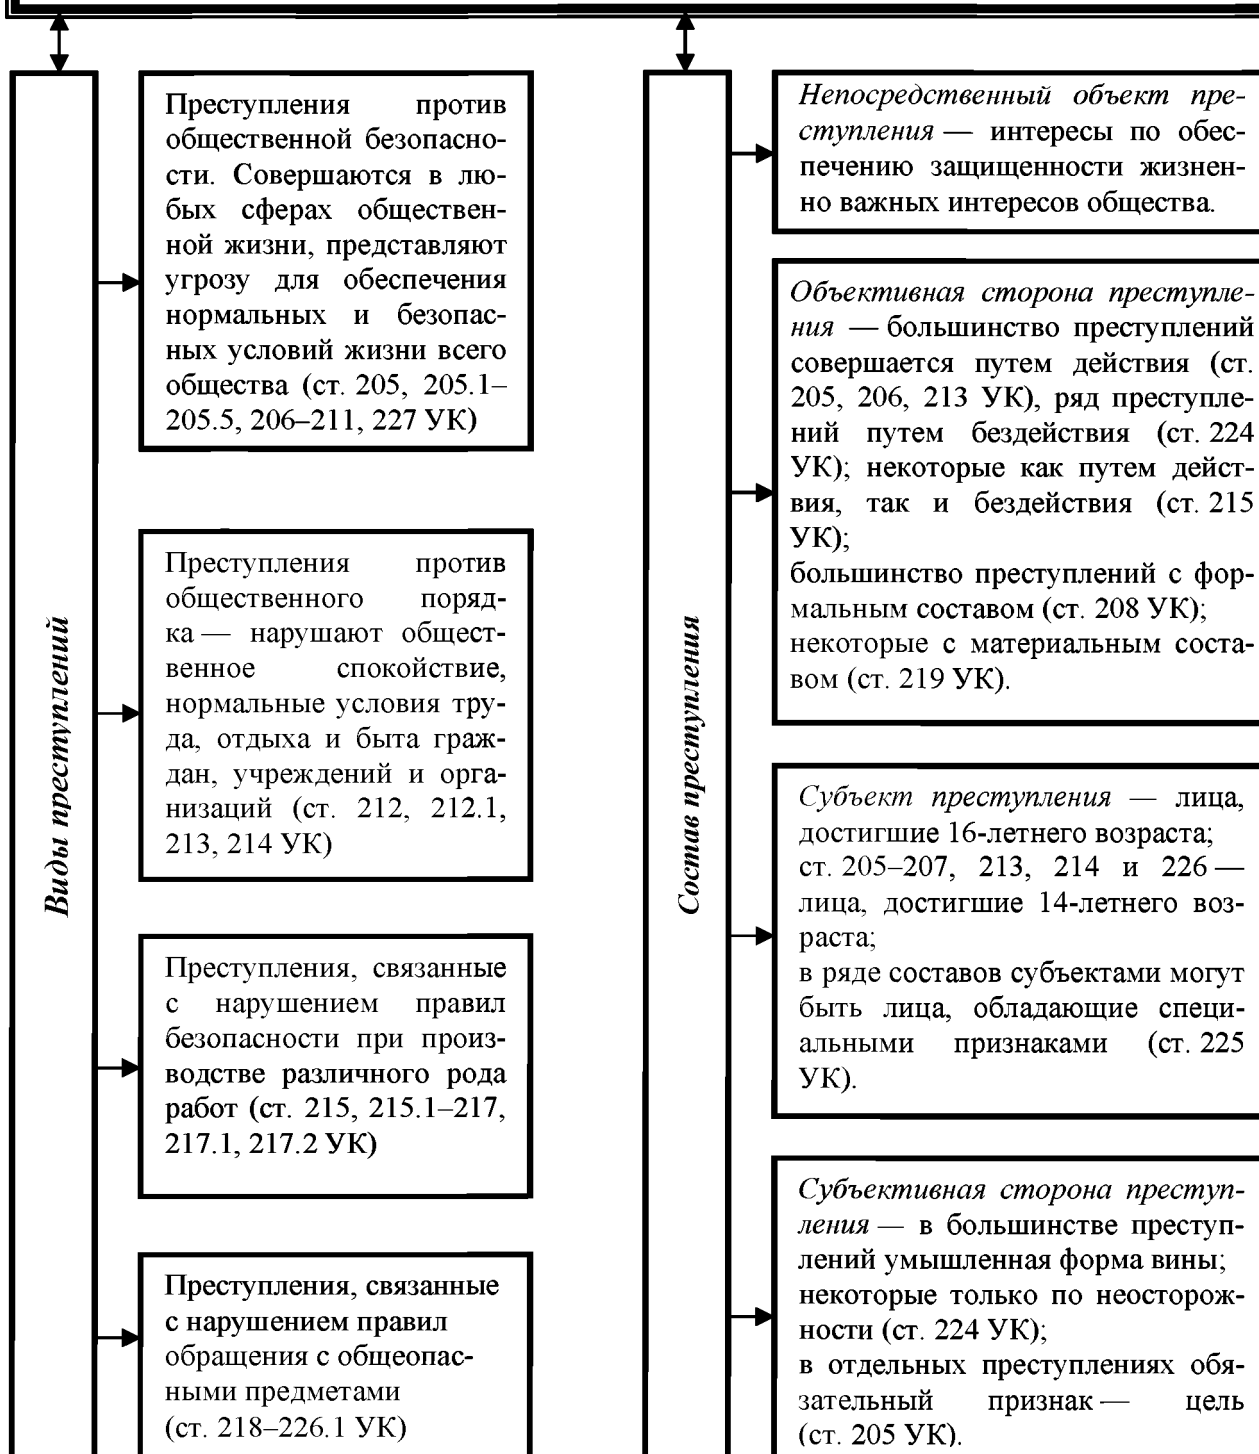 Виды преступлений
Преступления против
общественной безопасно-
сти. Совершаются в лю-
бых сферах обществен-
ной жизни, представляют
угрозу для обеспечения
нормальных и безопас-
ных условий жизни всего
общества (ст. 205, 205.1–
205.5, 206–211, 227 УК)
Преступления против
общественного поряд-
ка — нарушают общест-
венное спокойствие,
нормальные условия тру-
да, отдыха и быта граж-
дан, учреждений и орга-
низаций (ст. 212, 212.1,
213, 214 УК)
Преступления, связанные
с нарушением правил
безопасности при произ-
водстве различного рода
работ (ст. 215, 215.1–217,
217.1, 217.2 УК)
Преступления, связанные
с нарушением правил
обращения с общеопас-
ными предметами
(ст. 218–226.1 УК)
Состав преступления
Непосредственный объект пре-
ступления — интересы по обес-
печению защищенности жизнен-
но важных интересов общества.
Объективная сторона преступле-
ния — большинство преступлений
совершается путем действия (ст.
205, 206, 213 УК), ряд преступле-
ний путем бездействия (ст. 224
УК); некоторые как путем дейст-
вия, так и бездействия (ст. 215
УК);
большинство преступлений с фор-
мальным составом (ст. 208 УК);
некоторые с материальным соста-
вом (ст. 219 УК).
Субъект преступления — лица,
достигшие 16-летнего возраста;
ст. 205–207, 213, 214 и 226 —
лица, достигшие 14-летнего воз-
раста;
в ряде составов субъектами могут
быть лица, обладающие специ-
альными признаками (ст. 225
УК).
Субъективная сторона преступ-
ления — в большинстве преступ-
лений умышленная форма вины;
некоторые только по неосторож-
ности (ст. 224 УК);
в отдельных преступлениях обя-
зательный признак — цель
(ст. 205 УК).